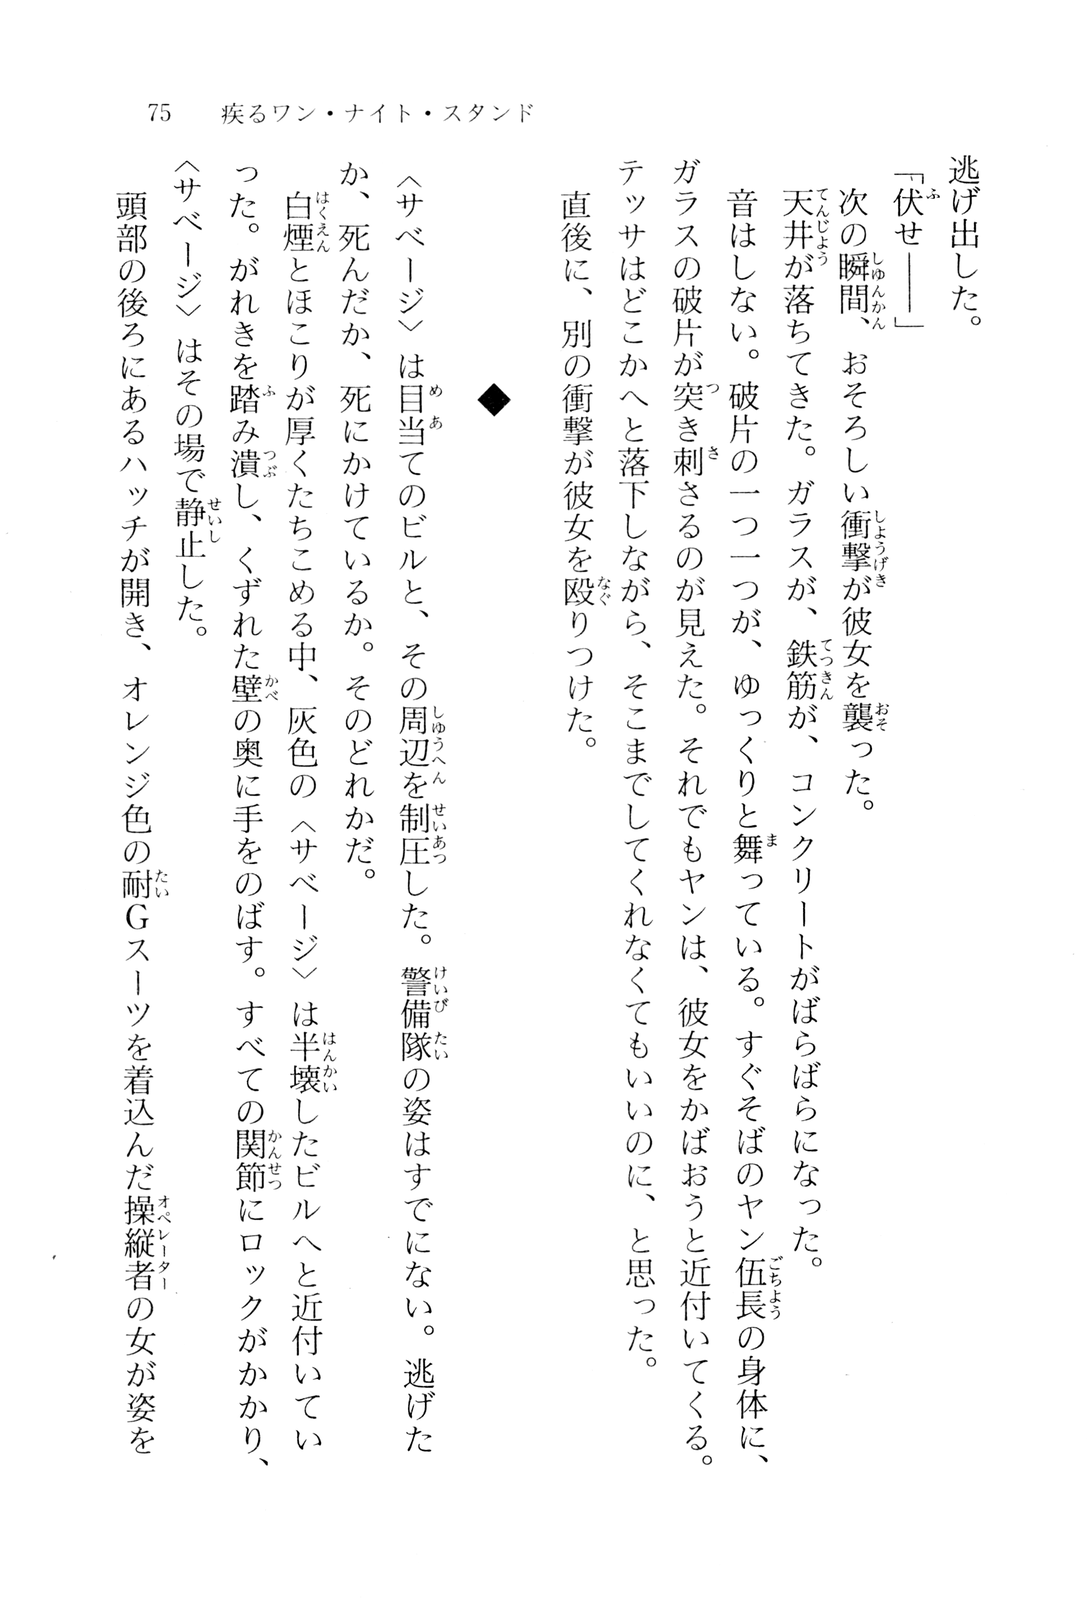 75　疾るワン・ナイト・スタンド
逃げ出した。
「伏せ――」
次の瞬間、おそろしい衝撃が彼女を襲った。
天井が落ちてきた。ガラスが、鉄筋が、コンクリートがばらばらになった。
音はしない。破片の一つ一つが、ゆっくりと舞っている。すぐそばのヤン伍長の身体に、
ガラスの破片が突き刺さるのが見えた。それでもヤンは、彼女をかばおうと近付いてくる。
テッサはどこかへと落下しながら、そこまでしてくれなくてもいいのに、と思った。
直後に、別の衝撃が彼女を殴りつけた。
◆
〈サベージ〉は目当てのビルと、その周辺を制圧した。警備隊の姿はすでにない。逃げた
か、死んだか、死にかけているか。そのどれかだ。
白煙とほこりが厚くたちこめる中、灰色の〈サベージ〉は半壊したビルへと近付いてい
った。がれきを踏み潰し、くずれた壁の奥に手をのばす。すべての関節にロックがかかり、
〈サベージ〉はその場で静止した。
頭部の後ろにあるハッチが開き、オレンジ色の耐Gスーツを着込んだ操縦者の女が姿を